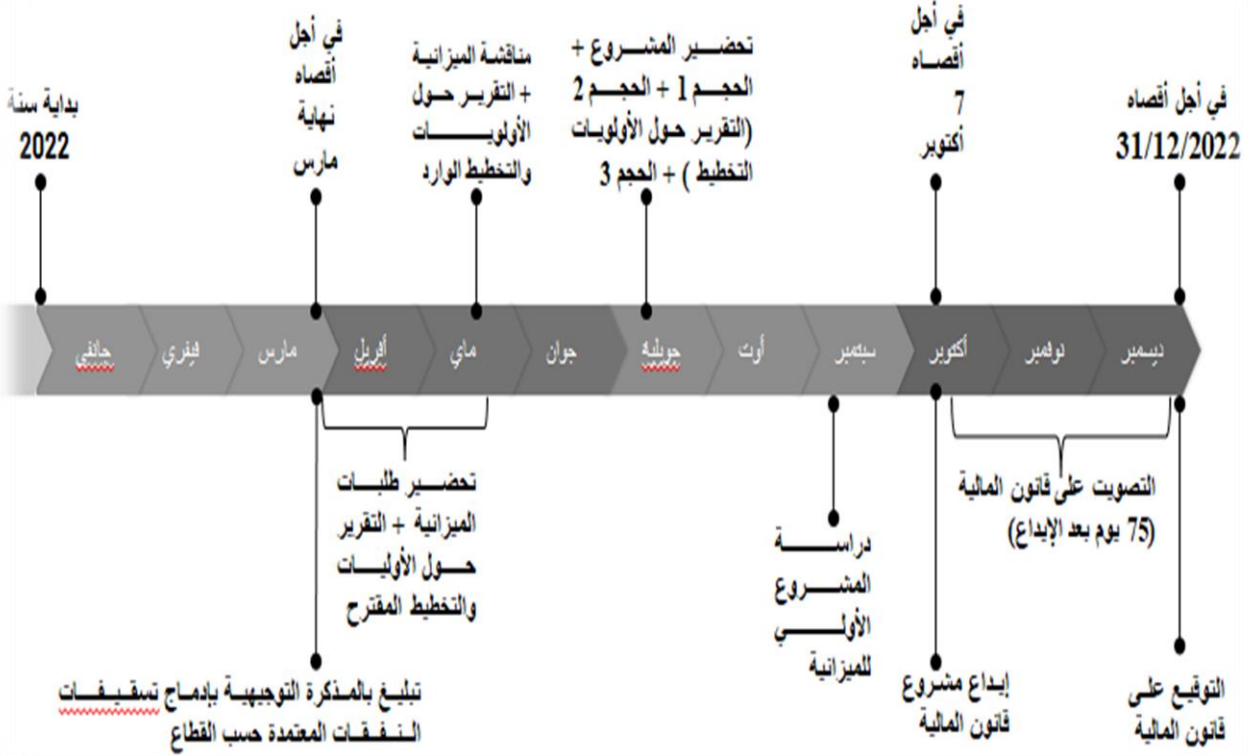 بداية سنة
2022
في أجل
أقصاه
نهاية
مارس
مناقشة الميزانية
+ التقرير حول
الأولويات
والتخطيط الوارد
تحضير المشروع +
الحجم 1 + الحجم 2
(التقرير حول الأولويات
التخطيط ) + الحجم 3
في أجل
أقصاه
7
أكتوبر
في أجل أقصاه
31/12/2022
جانفي
فيفري
مارس
أفريل
ماي
جوان
جويلية
أوت
سبتمبر
أكتوبر
نوفمبر
ديسمبر
تبليغ بالمذكرة التوجيهية بإدماج تسقيفات
النفقات المعتمدة حسب القطاع
تحضير طلبات
الميزانية + التقرير
حول الأوليات
والتخطيط المقترح
دراسة
المشروع
الأولي
للميزانية
إيداع مشروع
قانون المالية
التصويت على قانون المالية
(75 يوم بعد الإيداع)
التوقيع على
قانون المالية